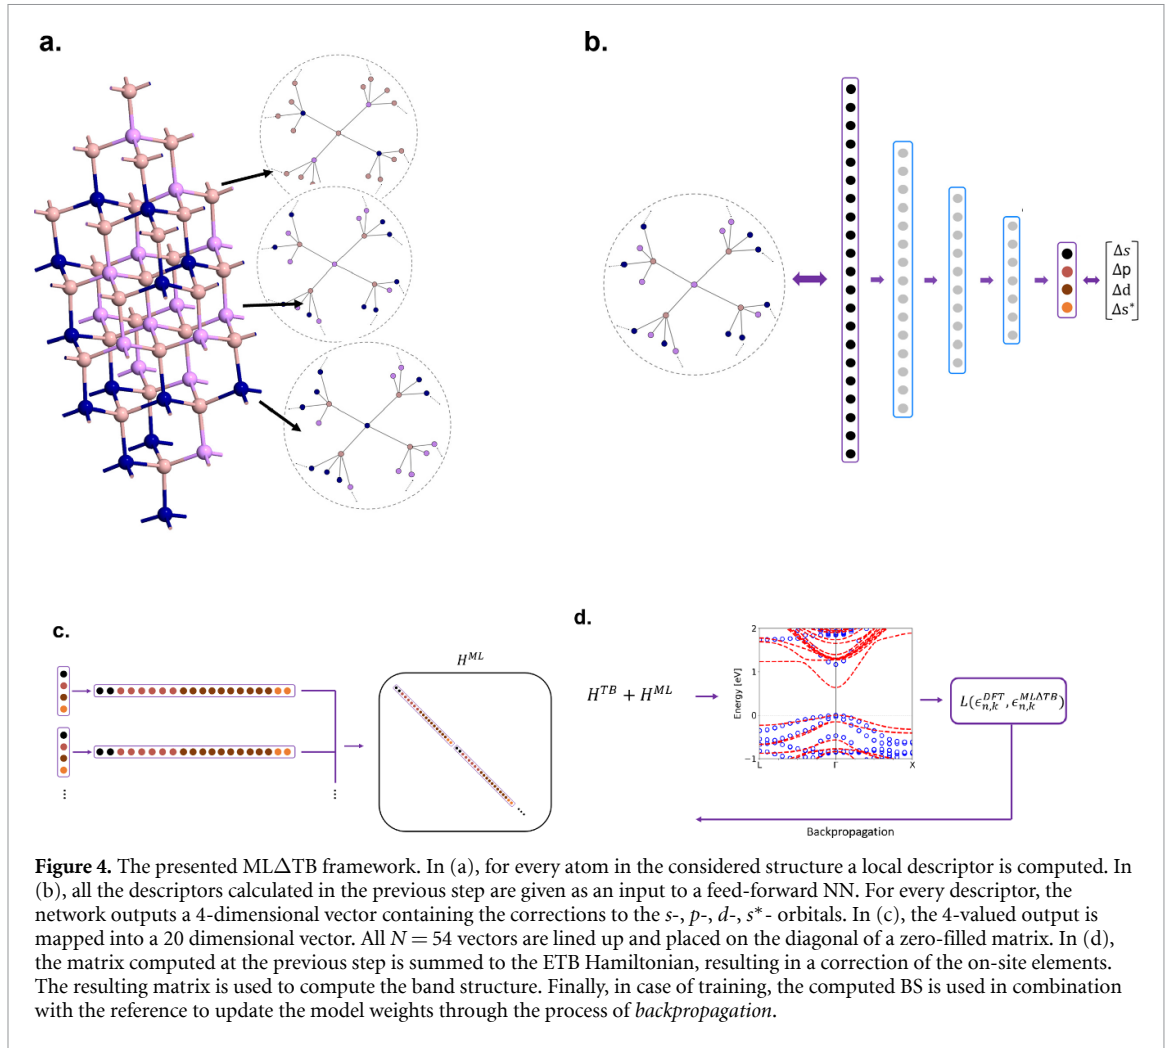 a.
b.
Δs
Δp
Δd
Δs*
c.
H^{ML}
d.
H^{TB} + H^{ML}
Energy [eV]
2
1
0
−1
L
Γ
X
L(ϵ_{n,k}^{DFT}, ϵ_{n,k}^{MLΔTB})
Backpropagation
Figure 4. The presented MLΔTB framework. In (a), for every atom in the considered structure a local descriptor is computed. In
(b), all the descriptors calculated in the previous step are given as an input to a feed-forward NN. For every descriptor, the
network outputs a 4-dimensional vector containing the corrections to the s-, p-, d-, s* - orbitals. In (c), the 4-valued output is
mapped into a 20 dimensional vector. All N = 54 vectors are lined up and placed on the diagonal of a zero-filled matrix. In (d),
the matrix computed at the previous step is summed to the ETB Hamiltonian, resulting in a correction of the on-site elements.
The resulting matrix is used to compute the band structure. Finally, in case of training, the computed BS is used in combination
with the reference to update the model weights through the process of backpropagation.